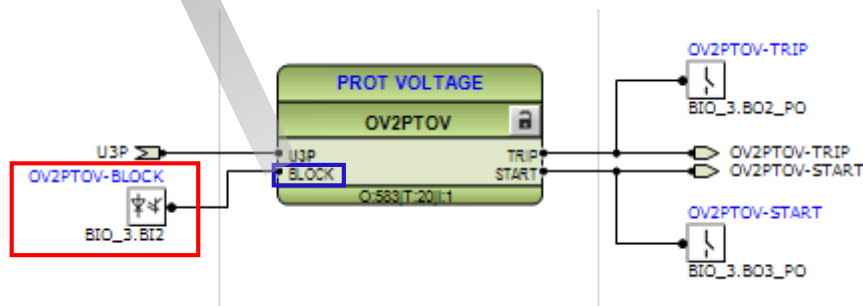 OV2PTOV-TRIP
PROT VOLTAGE
BIO_3.BO2_PO
OV2PTOV
U3P
U3P
TRIP
OV2PTOV-TRIP
OV2PTOV-BLOCK
BLOCK
START
OV2PTOV-START
O:583|T:20|I:1
OV2PTOV-START
BIO_3.BI2
BIO_3.BO3_PO